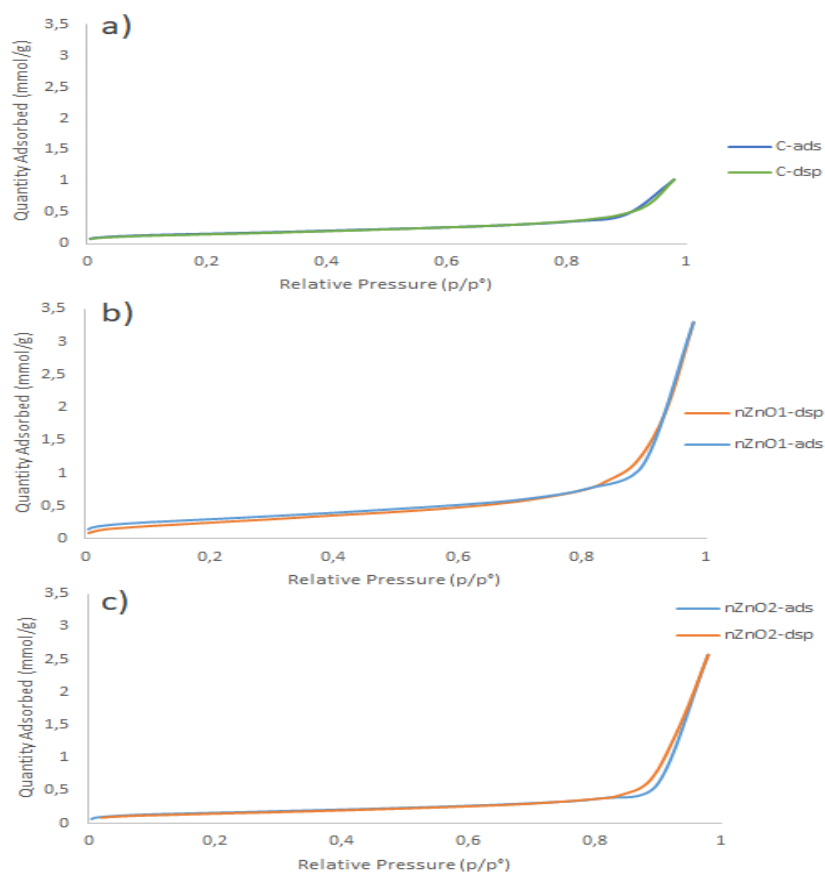 a)
3,5
3
2,5
2
1,5
1
0,5
0
Quantity Adsorbed (mmol/g)
0 0,2 0,4 0,6 0,8 1
Relative Pressure (p/p°)
C-ads
C-dsp
b)
3,5
3
2,5
2
1,5
1
0,5
0
Quantity Adsorbed (mmol/g)
0 0,2 0,4 0,6 0,8 1
Relative Pressure (p/p°)
nZnO1-dsp
nZnO1-ads
c)
3,5
3
2,5
2
1,5
1
0,5
0
Quantity Adsorbed (mmol/g)
0 0,2 0,4 0,6 0,8 1
Relative Pressure (p/p°)
nZnO2-ads
nZnO2-dsp